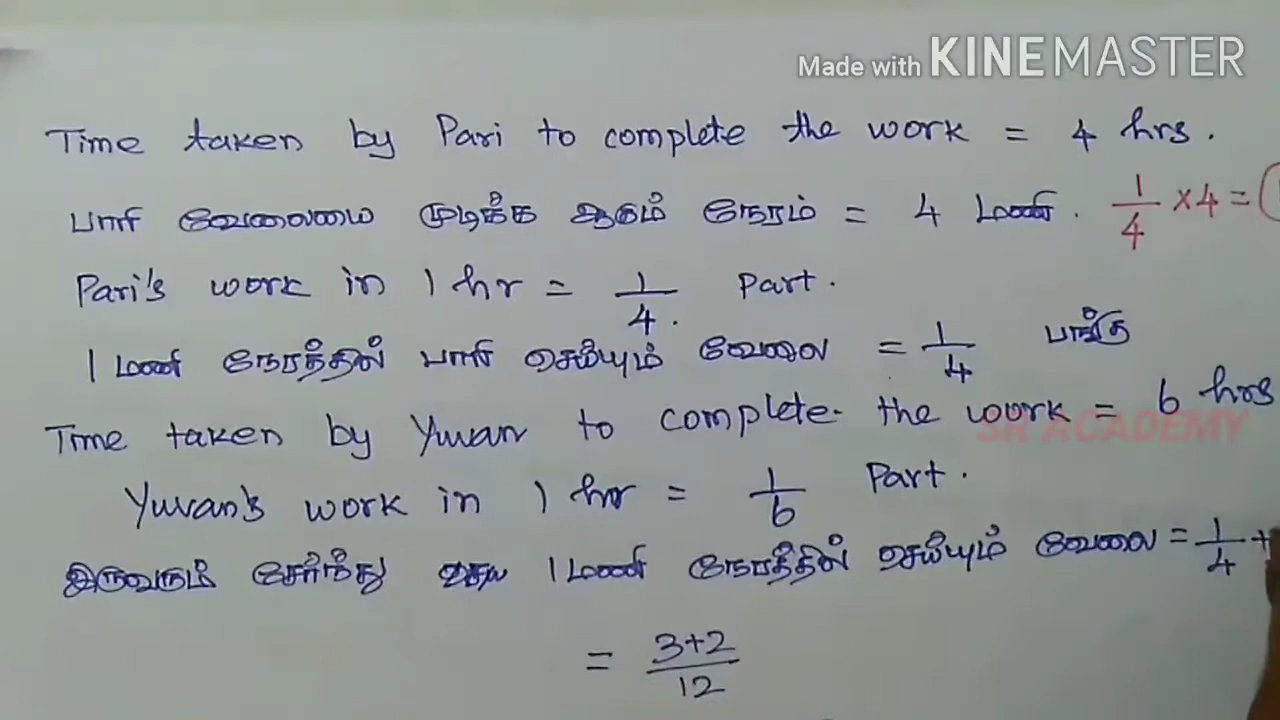 Made with KINEMASTER
Time taken by Pari to complete the work = 4 hrs.
பாரி வேலையை முடிக்க ஆகும் நேரம் = 4 மணி. 1/4 ×4 =
Pari's work in 1 hr = 1/4 Part.
1 மணி நேரத்தில் பாரி செய்யும் வேலை = 1/4 பங்கு
Time taken by Yuvan to complete the work = 6 hrs
SR ACADEMY
Yuvan's work in 1 hr = 1/6 Part.
இருவரும் சேர்ந்து 1 மணி நேரத்தில் செய்யும் வேலை = 1/4 +
= 3+2/12